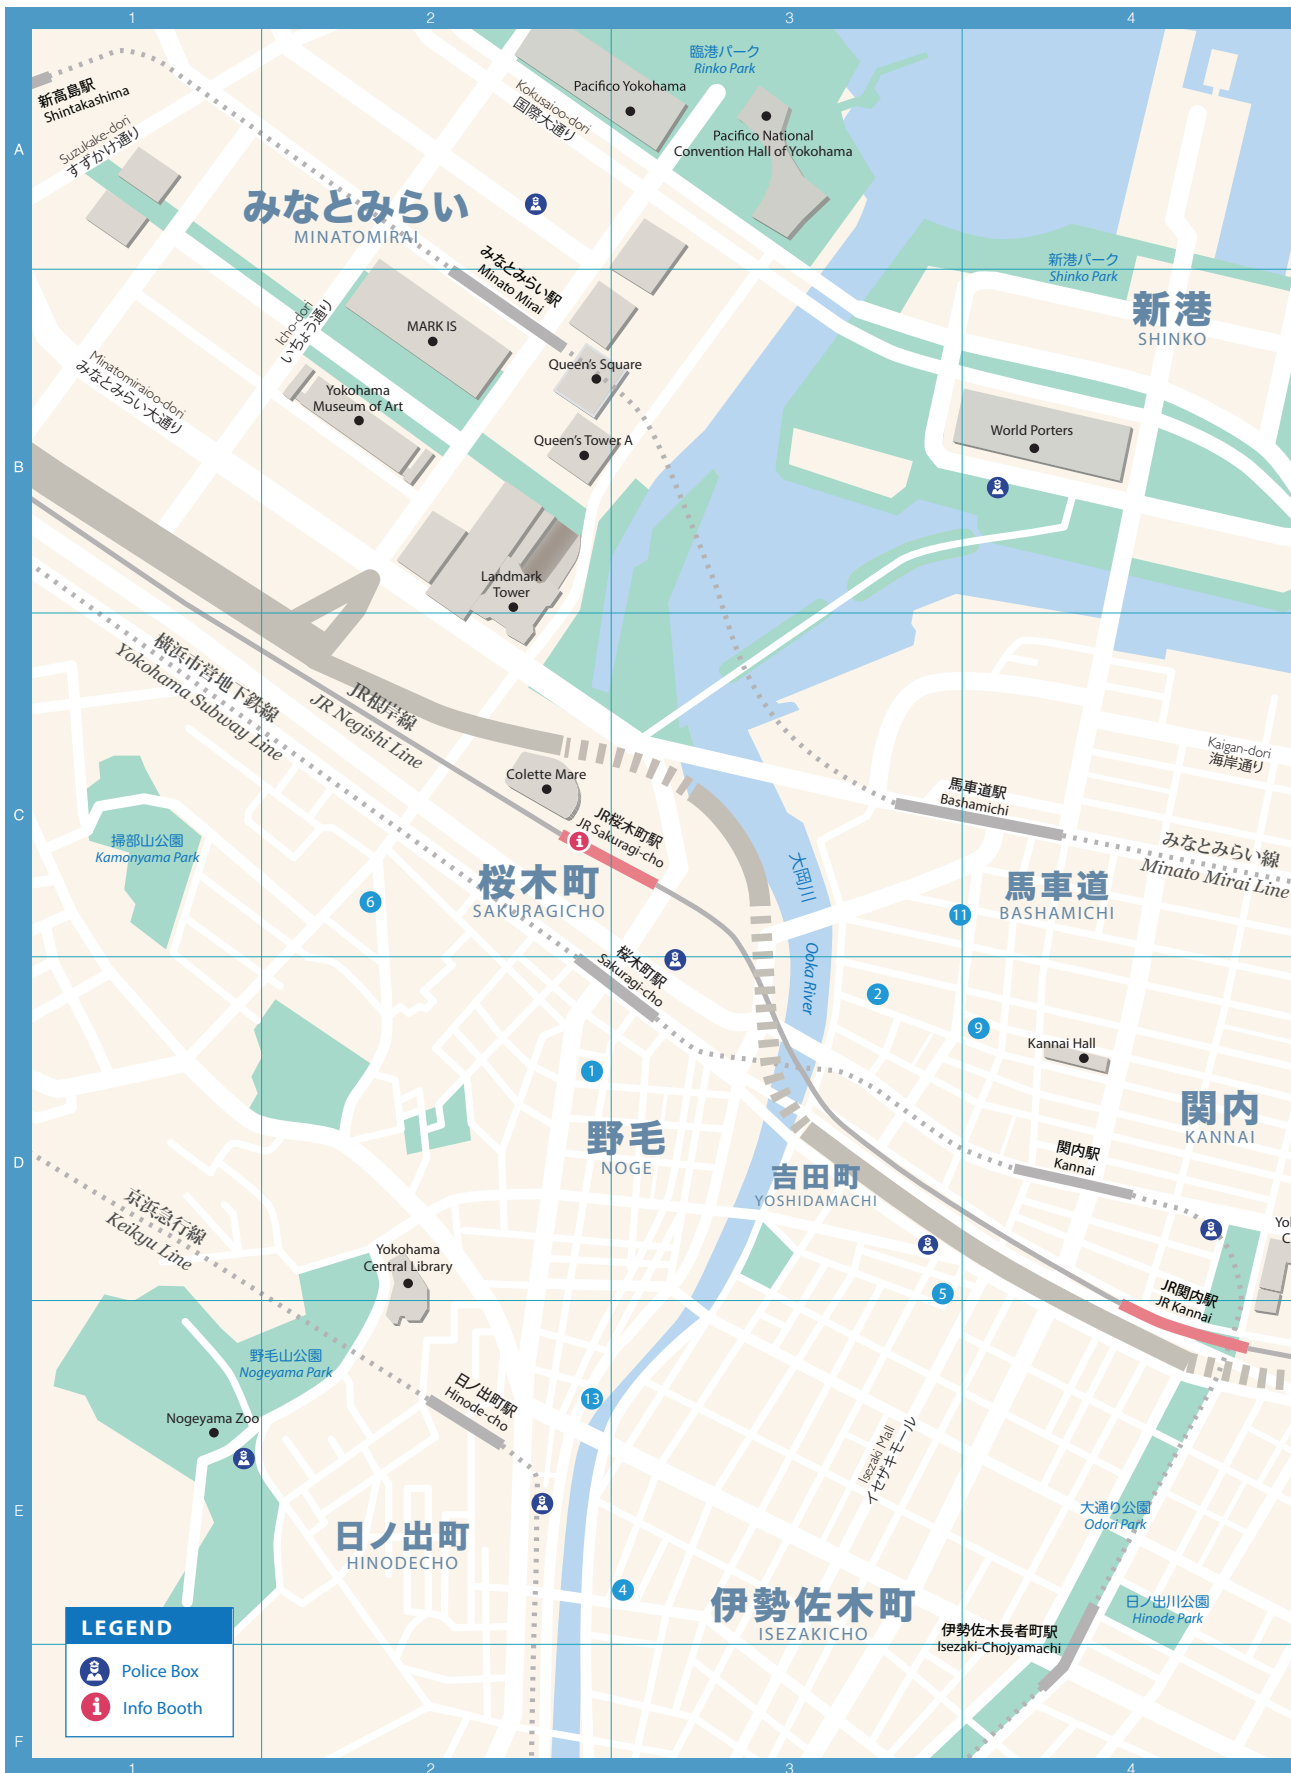 1
2
3
4
A
B
C
D
E
F
新高島駅
Shintakashima
Suzukake-dori
すずかけ通り
みなとみらい
MINATOMIRAI
Kokusaioo-dori
国際大通り
Pacifico Yokohama
臨港パーク
Rinko Park
Pacifico National
Convention Hall of Yokohama
みなとみらい駅
Minato Mirai
新港パーク
Shinko Park
新港
SHINKO
Icho-dori
いちょう通り
MARK IS
Minatomiraioo-dori
みなとみらい大通り
Yokohama
Museum of Art
Queen's Square
Queen's Tower A
World Porters
Landmark
Tower
横浜市営地下鉄線
Yokohama Subway Line
JR根岸線
JR Negishi Line
Colette Mare
JR桜木町駅
JR Sakuragi-cho
桜木町
SAKURAGICHO
掃部山公園
Kamonyama Park
6
Kaigan-dori
海岸通り
馬車道駅
Bashamichi
みなとみらい線
Minato Mirai Line
馬車道
BASHAMICHI
大岡川
Ooka River
11
桜木町駅
Sakuragi-cho
2
9
Kannai Hall
1
野毛
NOGE
関内
KANNAI
関内駅
Kannai
吉田町
YOSHIDAMACHI
京浜急行線
Keikyu Line
Yokohama
Central Library
5
Yo
C
JR関内駅
JR Kannai
野毛山公園
Nogeyama Park
Nogeyama Zoo
日ノ出町駅
Hinode-cho
13
Isezaki Mall
イセザキモール
大通り公園
Odori Park
日ノ出町
HINODECHO
4
伊勢佐木町
ISEZAKICHO
日ノ出川公園
Hinode Park
伊勢佐木長者町駅
Isezaki-Chojyamachi
LEGEND
Police Box
Info Booth
1
2
3
4